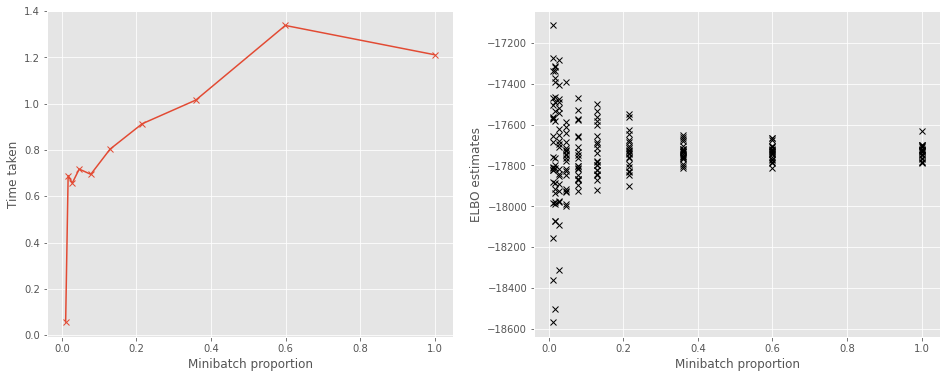 1.4
1.2
1.0
0.8
0.6
0.4
0.2
0.0
Time taken
0.0 0.2 0.4 0.6 0.8 1.0
Minibatch proportion
−17200
−17400
−17600
−17800
−18000
−18200
−18400
−18600
ELBO estimates
0.0 0.2 0.4 0.6 0.8 1.0
Minibatch proportion